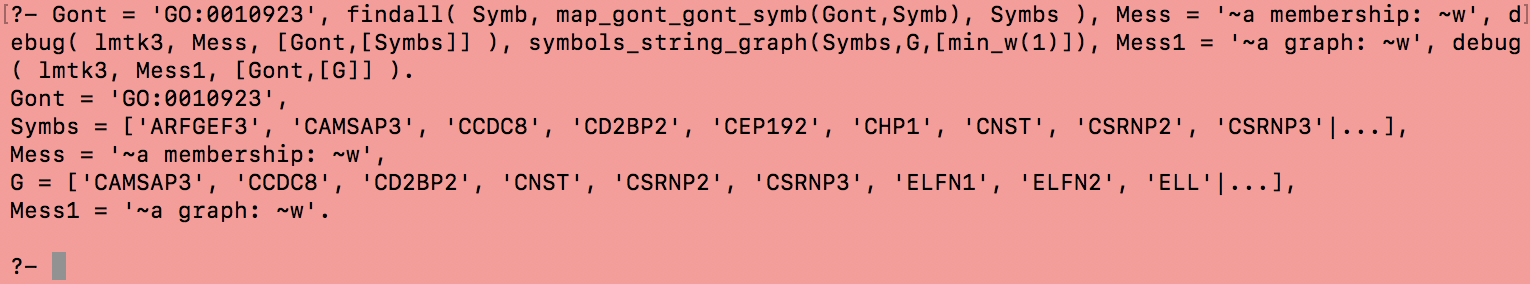 [?- Gont = 'GO:0010923', findall( Symb, map_gont_gont_symb(Gont,Symb), Symbs ), Mess = '~a membership: ~w', d]
ebug( lmtk3, Mess, [Gont,[Symbs]] ), symbols_string_graph(Symbs,G,[min_w(1)]), Mess1 = '~a graph: ~w', debug
( lmtk3, Mess1, [Gont,[G]] ).
Gont = 'GO:0010923',
Symbs = ['ARFGEF3', 'CAMSAP3', 'CCDC8', 'CD2BP2', 'CEP192', 'CHP1', 'CNST', 'CSRNP2', 'CSRNP3'|...],
Mess = '~a membership: ~w',
G = ['CAMSAP3', 'CCDC8', 'CD2BP2', 'CNST', 'CSRNP2', 'CSRNP3', 'ELFN1', 'ELFN2', 'ELL'|...],
Mess1 = '~a graph: ~w'.
?-